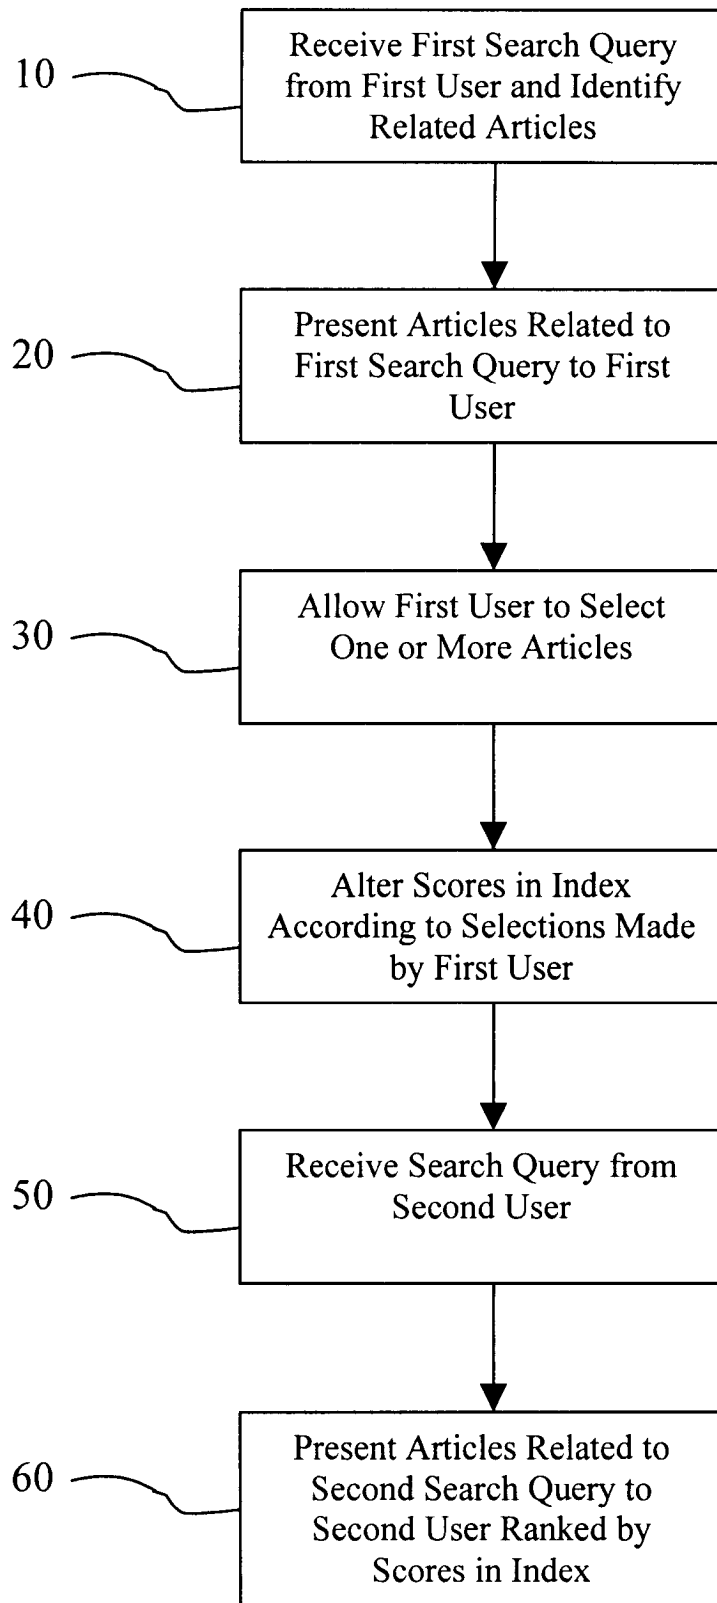 10
Receive First Search Query
from First User and Identify
Related Articles
20
Present Articles Related to
First Search Query to First
User
30
Allow First User to Select
One or More Articles
40
Alter Scores in Index
According to Selections Made
by First User
50
Receive Search Query from
Second User
60
Present Articles Related to
Second Search Query to
Second User Ranked by
Scores in Index